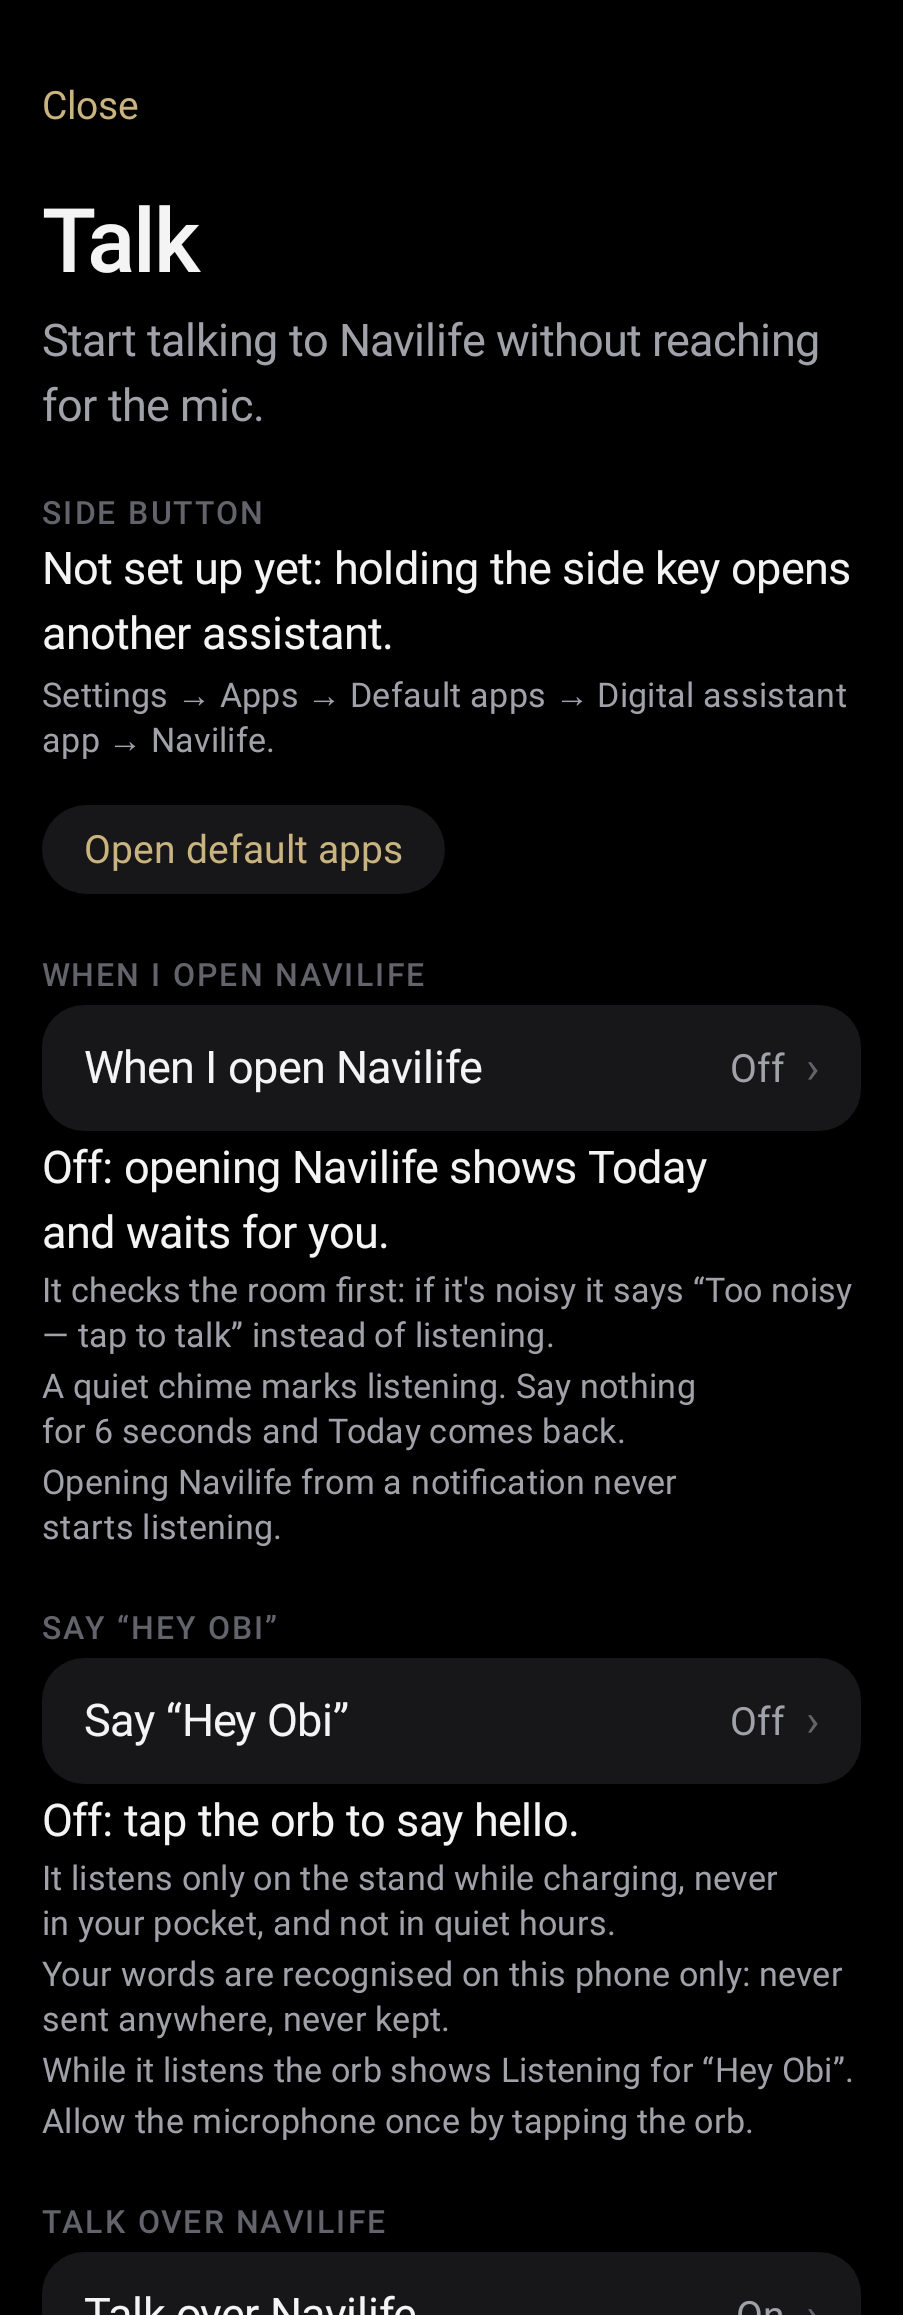 Close
Talk
Start talking to Navilife without reaching
for the mic.
SIDE BUTTON
Not set up yet: holding the side key opens
another assistant.
Settings → Apps → Default apps → Digital assistant
app → Navilife.
Open default apps
WHEN I OPEN NAVILIFE
When I open Navilife Off ›
Off: opening Navilife shows Today
and waits for you.
It checks the room first: if it's noisy it says “Too noisy
— tap to talk” instead of listening.
A quiet chime marks listening. Say nothing
for 6 seconds and Today comes back.
Opening Navilife from a notification never
starts listening.
SAY “HEY OBI”
Say “Hey Obi” Off ›
Off: tap the orb to say hello.
It listens only on the stand while charging, never
in your pocket, and not in quiet hours.
Your words are recognised on this phone only: never
sent anywhere, never kept.
While it listens the orb shows Listening for “Hey Obi”.
Allow the microphone once by tapping the orb.
TALK OVER NAVILIFE
Talk over Navilife On ›